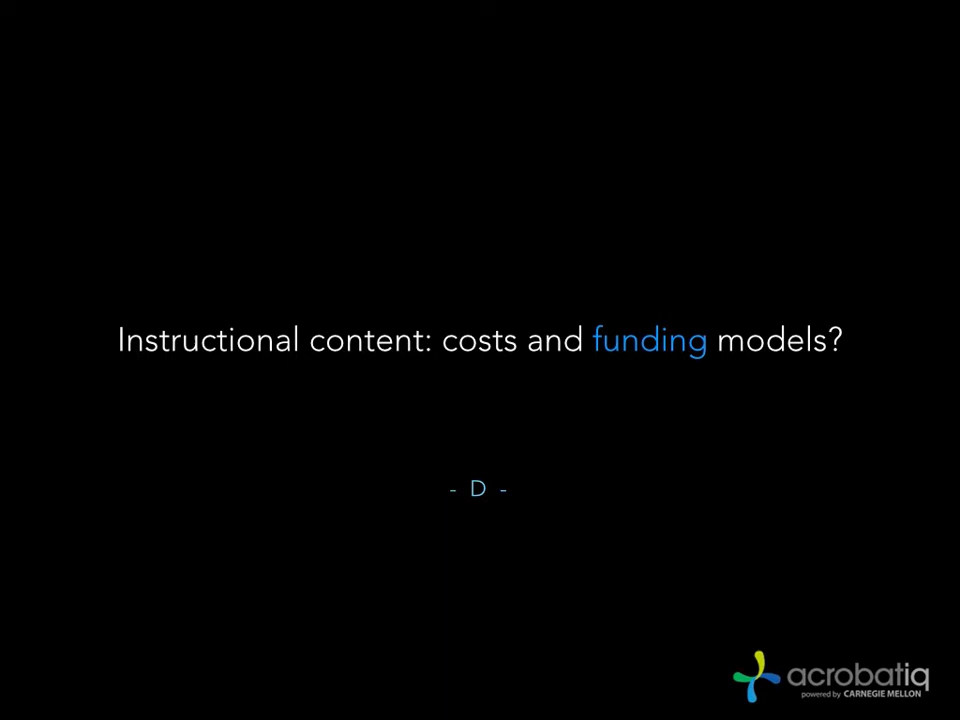 Instructional content: costs and funding models?
- D -
acrobatiq
powered by CARNEGIE MELLON